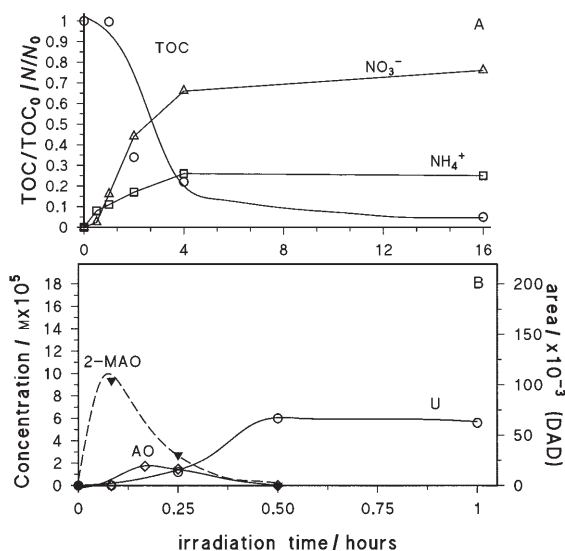 A
TOC
NO₃⁻
NH₄⁺
TOC/TOC₀ / N/N₀
1
0.9
0.8
0.7
0.6
0.5
0.4
0.3
0.2
0.1
0
0 4 8 12 16
B
2-MAO
AO
U
Concentration / M×10⁵
18
16
14
12
10
8
6
4
2
0
area / ×10⁻³ (DAD)
200
150
100
50
0
0 0.25 0.50 0.75 1
irradiation time / hours